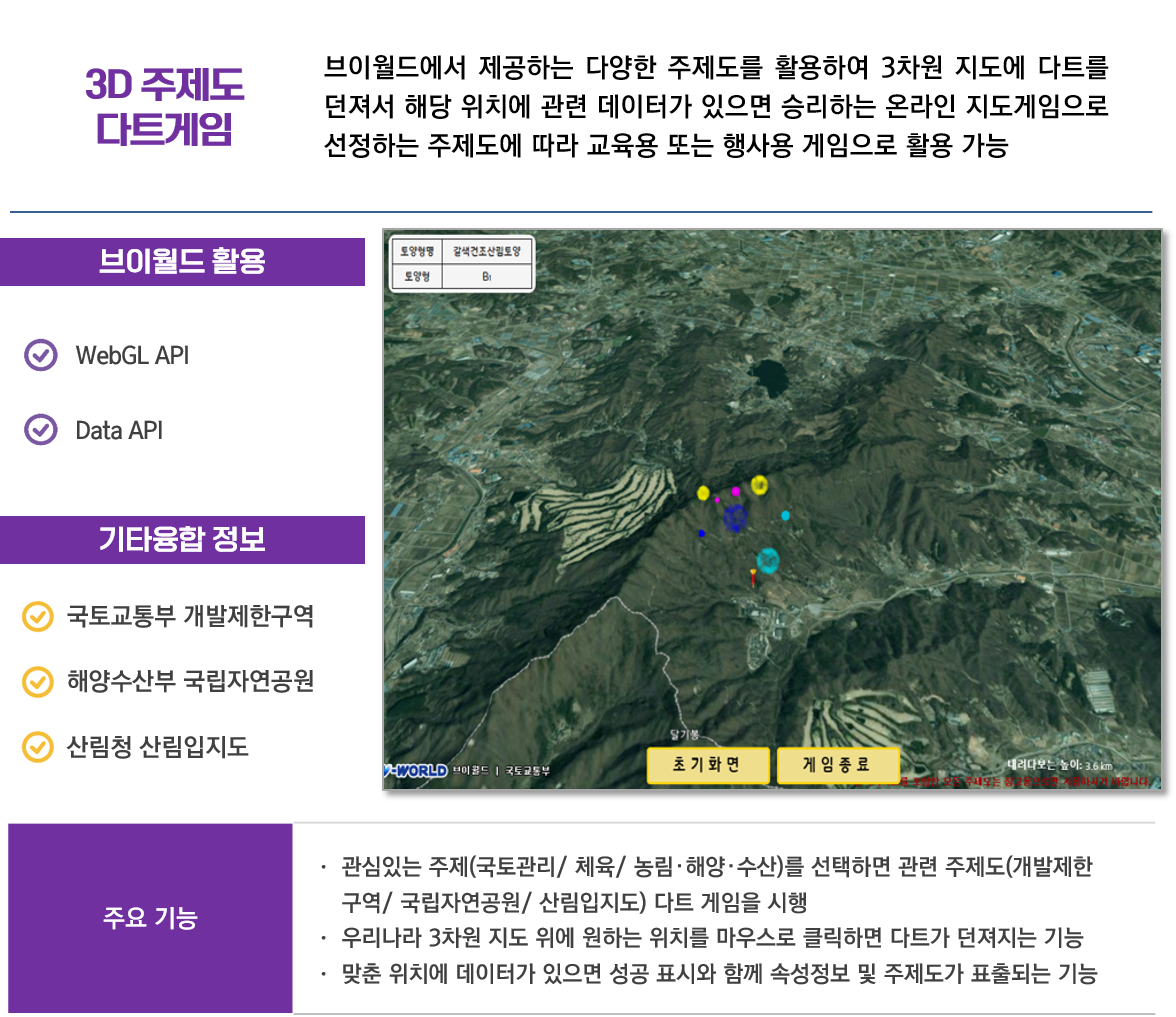 3D 주제도
다트게임
브이월드에서 제공하는 다양한 주제도를 활용하여 3차원 지도에 다트를
던져서 해당 위치에 관련 데이터가 있으면 승리하는 온라인 지도게임으로
선정하는 주제도에 따라 교육용 또는 행사용 게임으로 활용 가능
브이월드 활용
WebGL API
Data API
기타융합 정보
국토교통부 개발제한구역
해양수산부 국립자연공원
산림청 산림입지도
토양형명 갈색건조산림토양
토양형 B1
달기봉
초기화면 게임종료
V-WORLD 브이월드 | 국토교통부
내려다보는 높이: 3.6 km
주요 기능
· 관심있는 주제(국토관리/ 체육/ 농림·해양·수산)를 선택하면 관련 주제도(개발제한
구역/ 국립자연공원/ 산림입지도) 다트 게임을 시행
· 우리나라 3차원 지도 위에 원하는 위치를 마우스로 클릭하면 다트가 던져지는 기능
· 맞춘 위치에 데이터가 있으면 성공 표시와 함께 속성정보 및 주제도가 표출되는 기능